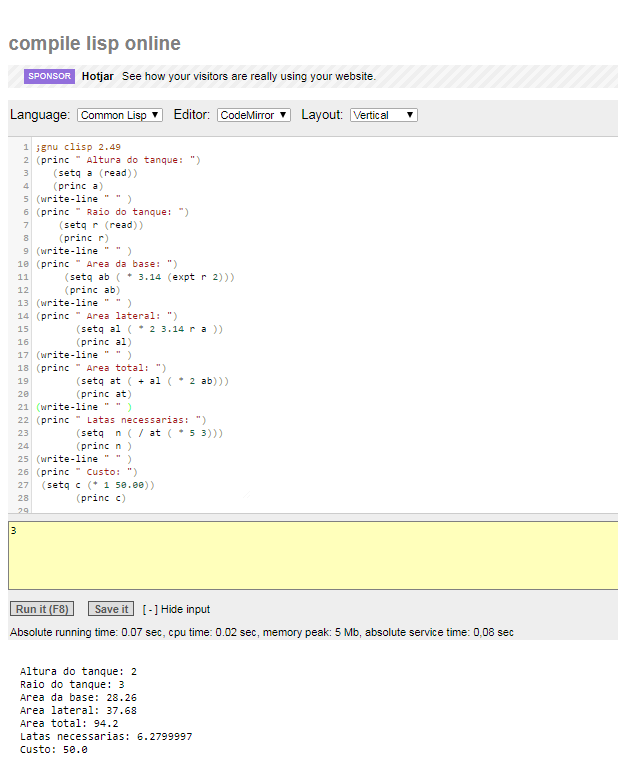 compile lisp online
SPONSOR Hotjar See how your visitors are really using your website.
Language: Common Lisp ▼ Editor: CodeMirror ▼ Layout: Vertical ▼
1 ;gnu clisp 2.49
2 (princ " Altura do tanque: ")
3 (setq a (read))
4 (princ a)
5 (write-line " " )
6 (princ " Raio do tanque: ")
7 (setq r (read))
8 (princ r)
9 (write-line " " )
10 (princ " Area da base: ")
11 (setq ab ( * 3.14 (expt r 2)))
12 (princ ab)
13 (write-line " " )
14 (princ " Area lateral: ")
15 (setq al ( * 2 3.14 r a ))
16 (princ al)
17 (write-line " " )
18 (princ " Area total: ")
19 (setq at ( + al ( * 2 ab)))
20 (princ at)
21 (write-line " " )
22 (princ " Latas necessarias: ")
23 (setq n ( / at ( * 5 3)))
24 (princ n )
25 (write-line " " )
26 (princ " Custo: ")
27 (setq c (* 1 50.00))
28 (princ c)
29
3
Run it (F8) Save it [ - ] Hide input
Absolute running time: 0.07 sec, cpu time: 0.02 sec, memory peak: 5 Mb, absolute service time: 0,08 sec
Altura do tanque: 2
Raio do tanque: 3
Area da base: 28.26
Area lateral: 37.68
Area total: 94.2
Latas necessarias: 6.2799997
Custo: 50.0